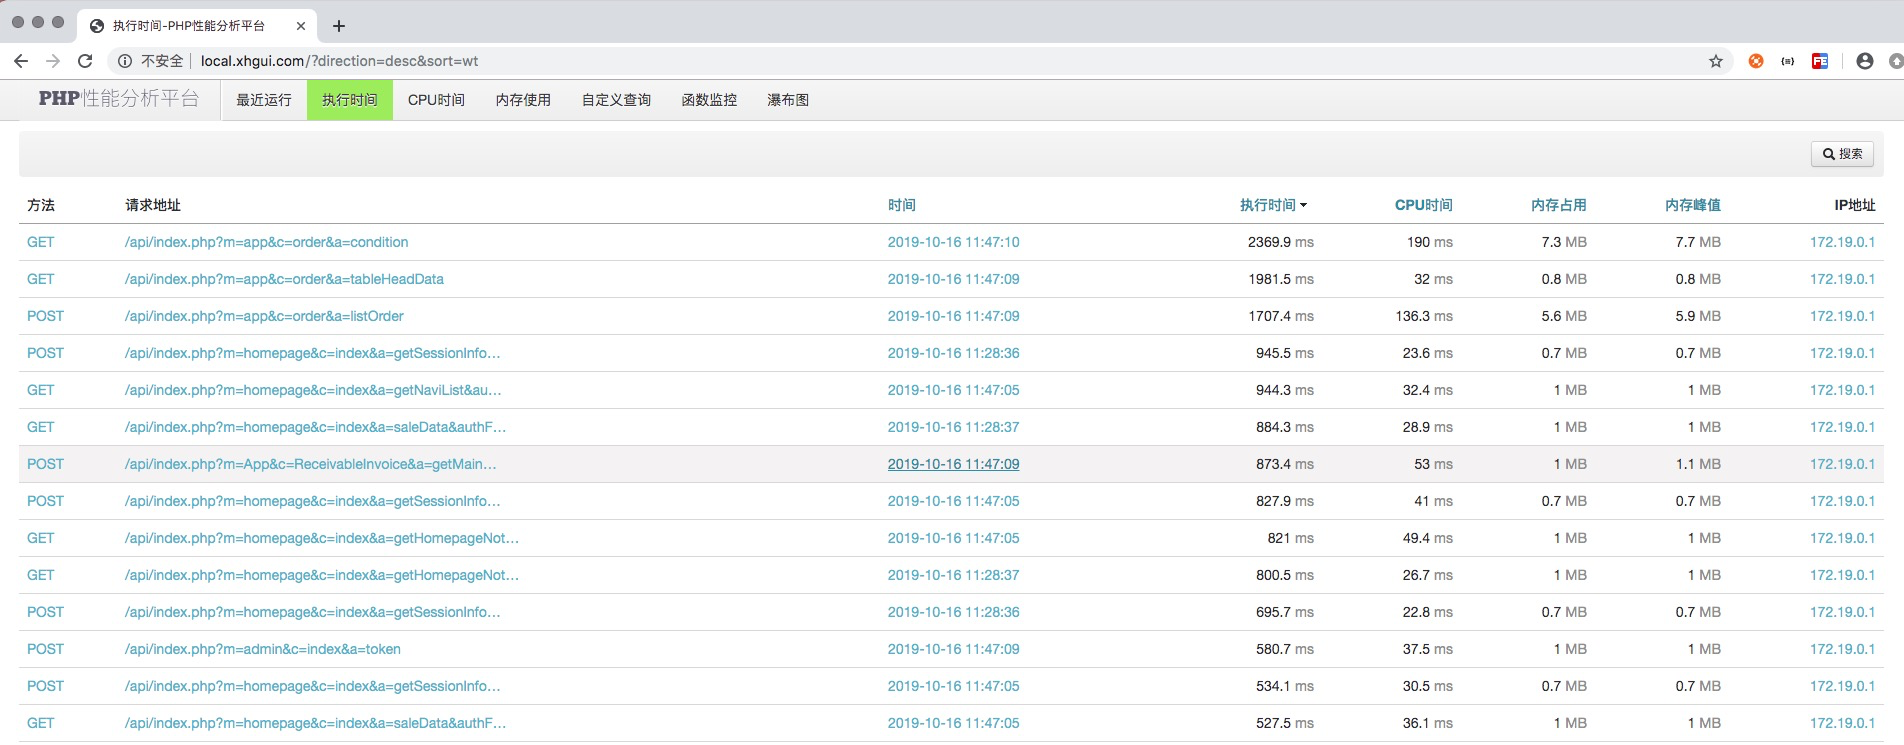 执行时间-PHP性能分析平台
不安全 local.xhgui.com/?direction=desc&sort=wt
PHP性能分析平台 最近运行 执行时间 CPU时间 内存使用 自定义查询 函数监控 瀑布图
搜索
方法 请求地址 时间 执行时间 CPU时间 内存占用 内存峰值 IP地址
GET /api/index.php?m=app&c=order&a=condition 2019-10-16 11:47:10 2369.9 ms 190 ms 7.3 MB 7.7 MB 172.19.0.1
GET /api/index.php?m=app&c=order&a=tableHeadData 2019-10-16 11:47:09 1981.5 ms 32 ms 0.8 MB 0.8 MB 172.19.0.1
POST /api/index.php?m=app&c=order&a=listOrder 2019-10-16 11:47:09 1707.4 ms 136.3 ms 5.6 MB 5.9 MB 172.19.0.1
POST /api/index.php?m=homepage&c=index&a=getSessionInfo… 2019-10-16 11:28:36 945.5 ms 23.6 ms 0.7 MB 0.7 MB 172.19.0.1
GET /api/index.php?m=homepage&c=index&a=getNaviList&au… 2019-10-16 11:47:05 944.3 ms 32.4 ms 1 MB 1 MB 172.19.0.1
GET /api/index.php?m=homepage&c=index&a=saleData&authF… 2019-10-16 11:28:37 884.3 ms 28.9 ms 1 MB 1 MB 172.19.0.1
POST /api/index.php?m=App&c=ReceivableInvoice&a=getMain… 2019-10-16 11:47:09 873.4 ms 53 ms 1 MB 1.1 MB 172.19.0.1
POST /api/index.php?m=homepage&c=index&a=getSessionInfo… 2019-10-16 11:47:05 827.9 ms 41 ms 0.7 MB 0.7 MB 172.19.0.1
GET /api/index.php?m=homepage&c=index&a=getHomepageNot… 2019-10-16 11:47:05 821 ms 49.4 ms 1 MB 1 MB 172.19.0.1
GET /api/index.php?m=homepage&c=index&a=getHomepageNot… 2019-10-16 11:28:37 800.5 ms 26.7 ms 1 MB 1 MB 172.19.0.1
POST /api/index.php?m=homepage&c=index&a=getSessionInfo… 2019-10-16 11:28:36 695.7 ms 22.8 ms 0.7 MB 0.7 MB 172.19.0.1
POST /api/index.php?m=admin&c=index&a=token 2019-10-16 11:47:09 580.7 ms 37.5 ms 1 MB 1 MB 172.19.0.1
POST /api/index.php?m=homepage&c=index&a=getSessionInfo… 2019-10-16 11:47:05 534.1 ms 30.5 ms 0.7 MB 0.7 MB 172.19.0.1
GET /api/index.php?m=homepage&c=index&a=saleData&authF… 2019-10-16 11:47:05 527.5 ms 36.1 ms 1 MB 1 MB 172.19.0.1